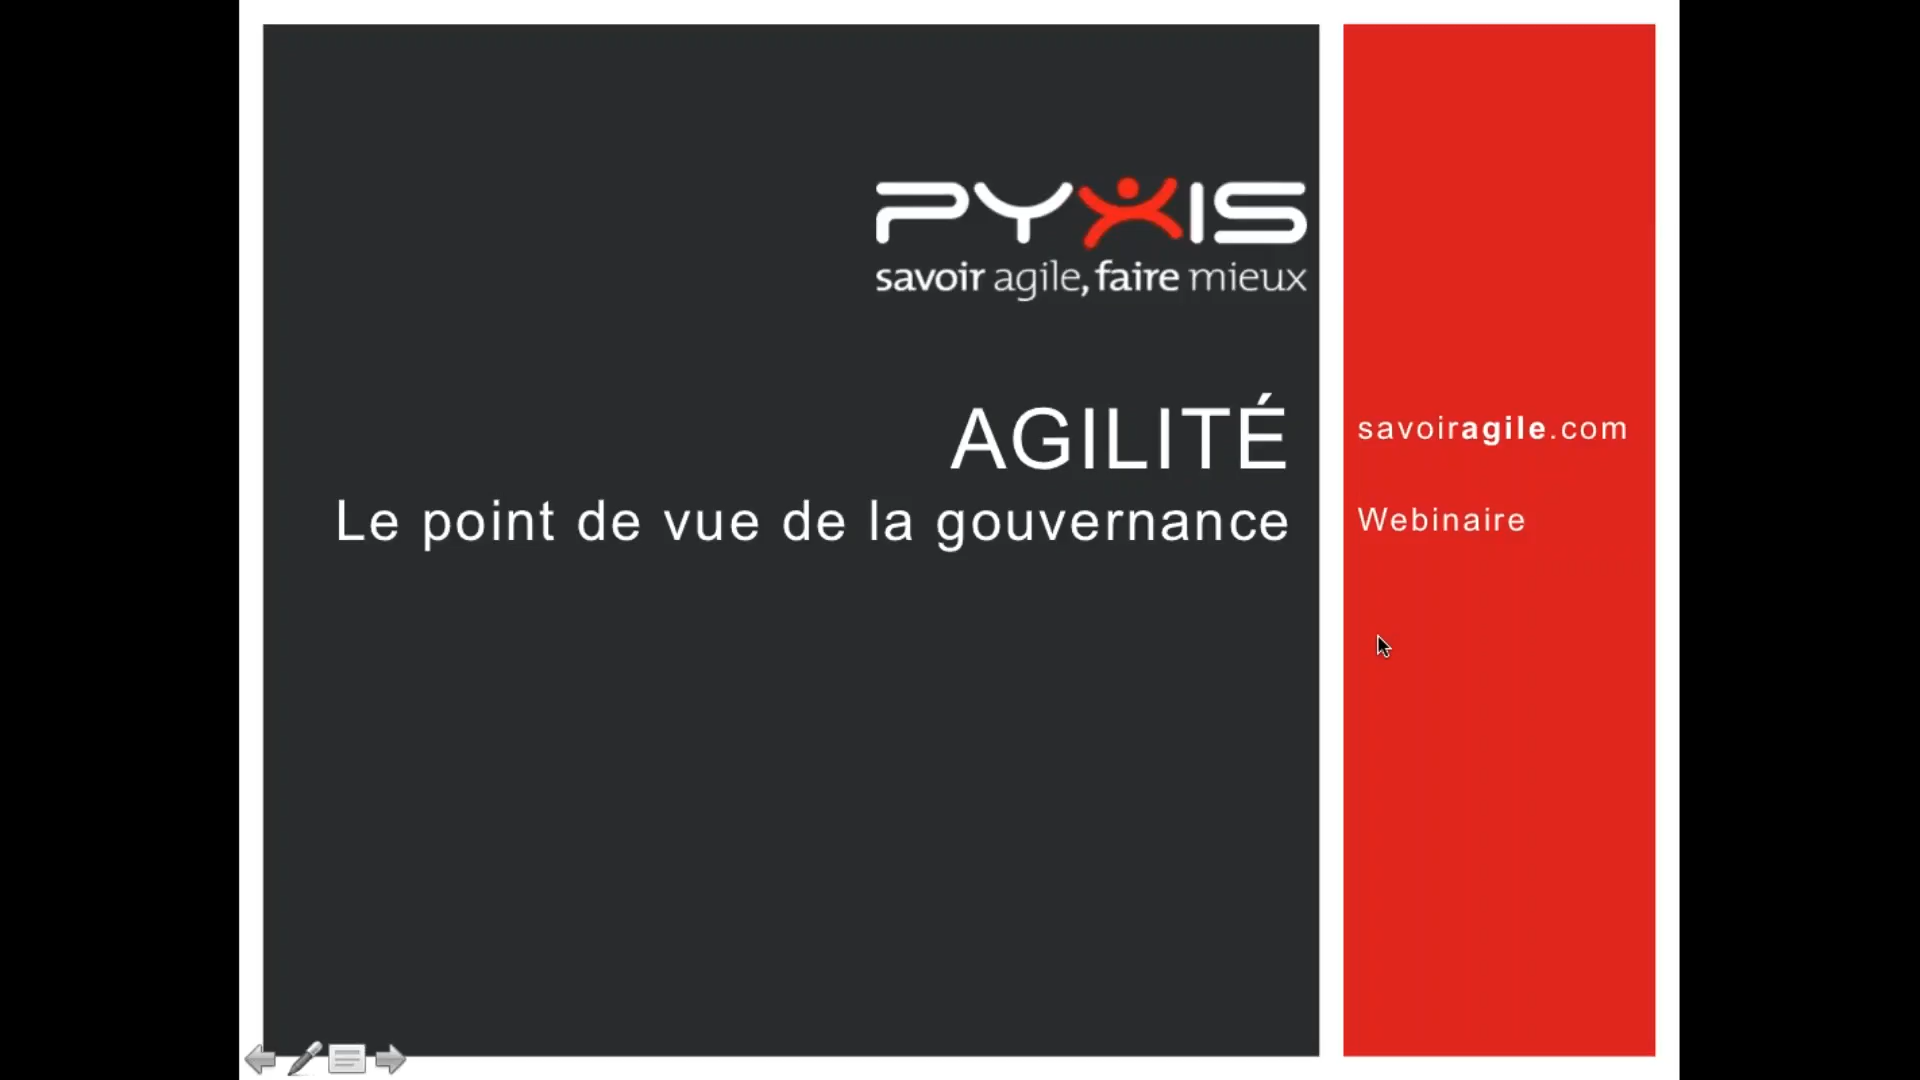 PYXIS
savoir agile, faire mieux
AGILITÉ
Le point de vue de la gouvernance
savoiragile.com
Webinaire